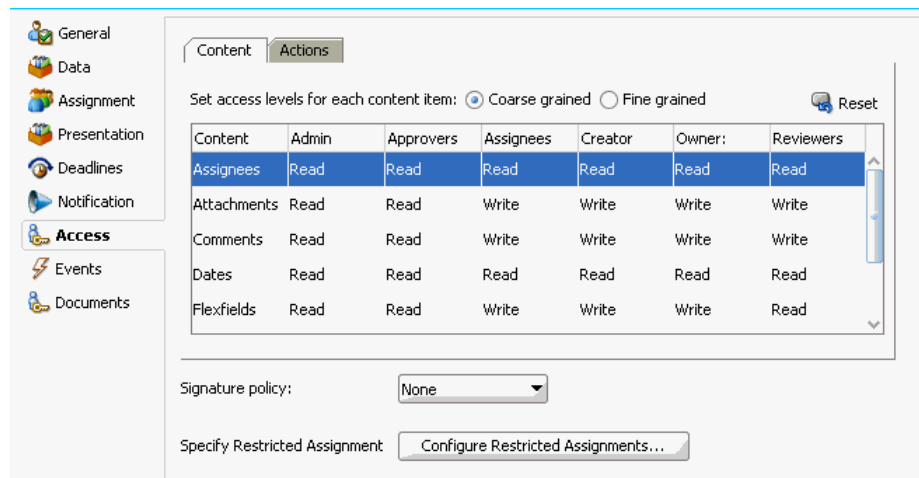 General
Data
Assignment
Presentation
Deadlines
Notification
Access
Events
Documents
Content Actions
Set access levels for each content item: Coarse grained Fine grained Reset
Content Admin Approvers Assignees Creator Owner: Reviewers
Assignees Read Read Read Read Read Read
Attachments Read Read Write Write Write Write
Comments Read Read Write Write Write Write
Dates Read Read Read Read Read Read
Flexfields Read Read Write Write Write Read
Signature policy: None
Specify Restricted Assignment Configure Restricted Assignments...